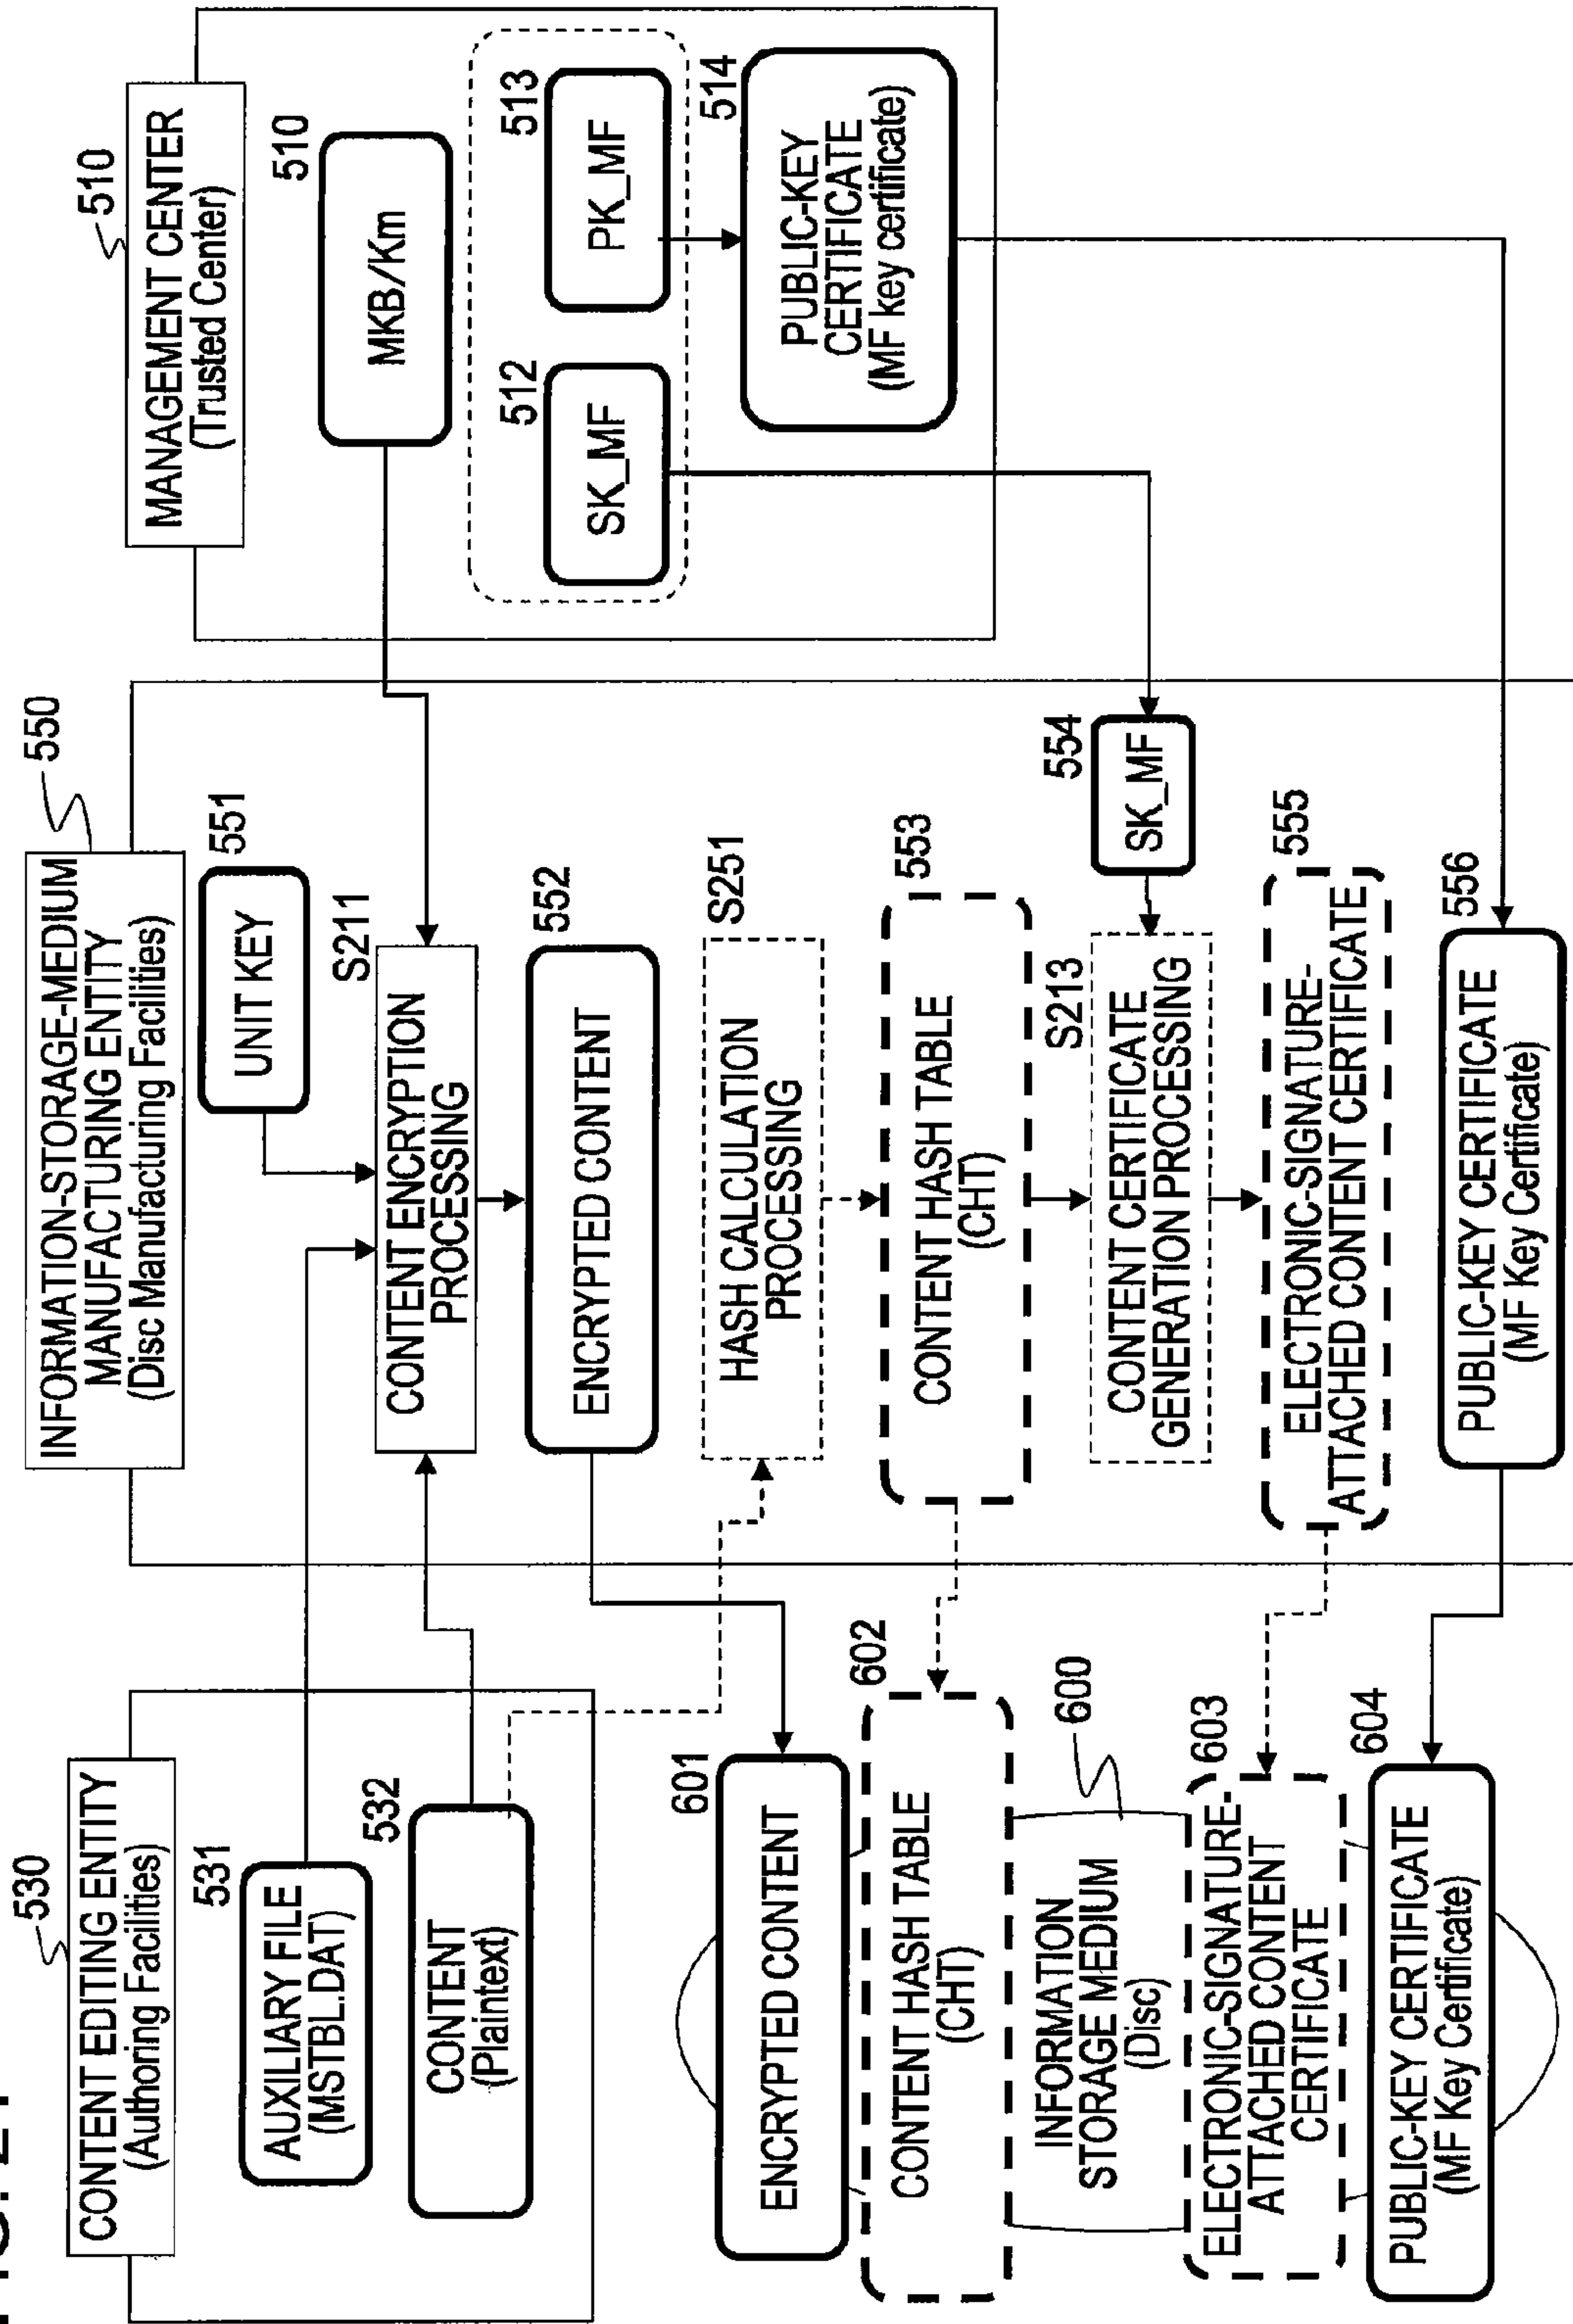 530
CONTENT EDITING ENTITY
(Authoring Facilities)
531
AUXILIARY FILE
(MSTBL.DAT)
532
CONTENT
(Plaintext)
601
ENCRYPTED CONTENT
602
CONTENT HASH TABLE
(CHT)
600
INFORMATION
STORAGE MEDIUM
(Disc)
603
ELECTRONIC-SIGNATURE-
ATTACHED CONTENT
CERTIFICATE
604
PUBLIC-KEY CERTIFICATE
(MF Key Certificate)
550
INFORMATION-STORAGE-MEDIUM
MANUFACTURING ENTITY
(Disc Manufacturing Facilities)
551
UNIT KEY
S211
CONTENT ENCRYPTION
PROCESSING
552
ENCRYPTED CONTENT
S251
HASH CALCULATION
PROCESSING
553
CONTENT HASH TABLE
(CHT)
554
SK_MF
S213
CONTENT CERTIFICATE
GENERATION PROCESSING
555
ELECTRONIC-SIGNATURE-
ATTACHED CONTENT CERTIFICATE
556
PUBLIC-KEY CERTIFICATE
(MF Key Certificate)
510
MANAGEMENT CENTER
(Trusted Center)
510
MKB/Km
512
SK_MF
513
PK_MF
514
PUBLIC-KEY
CERTIFICATE
(MF key certificate)